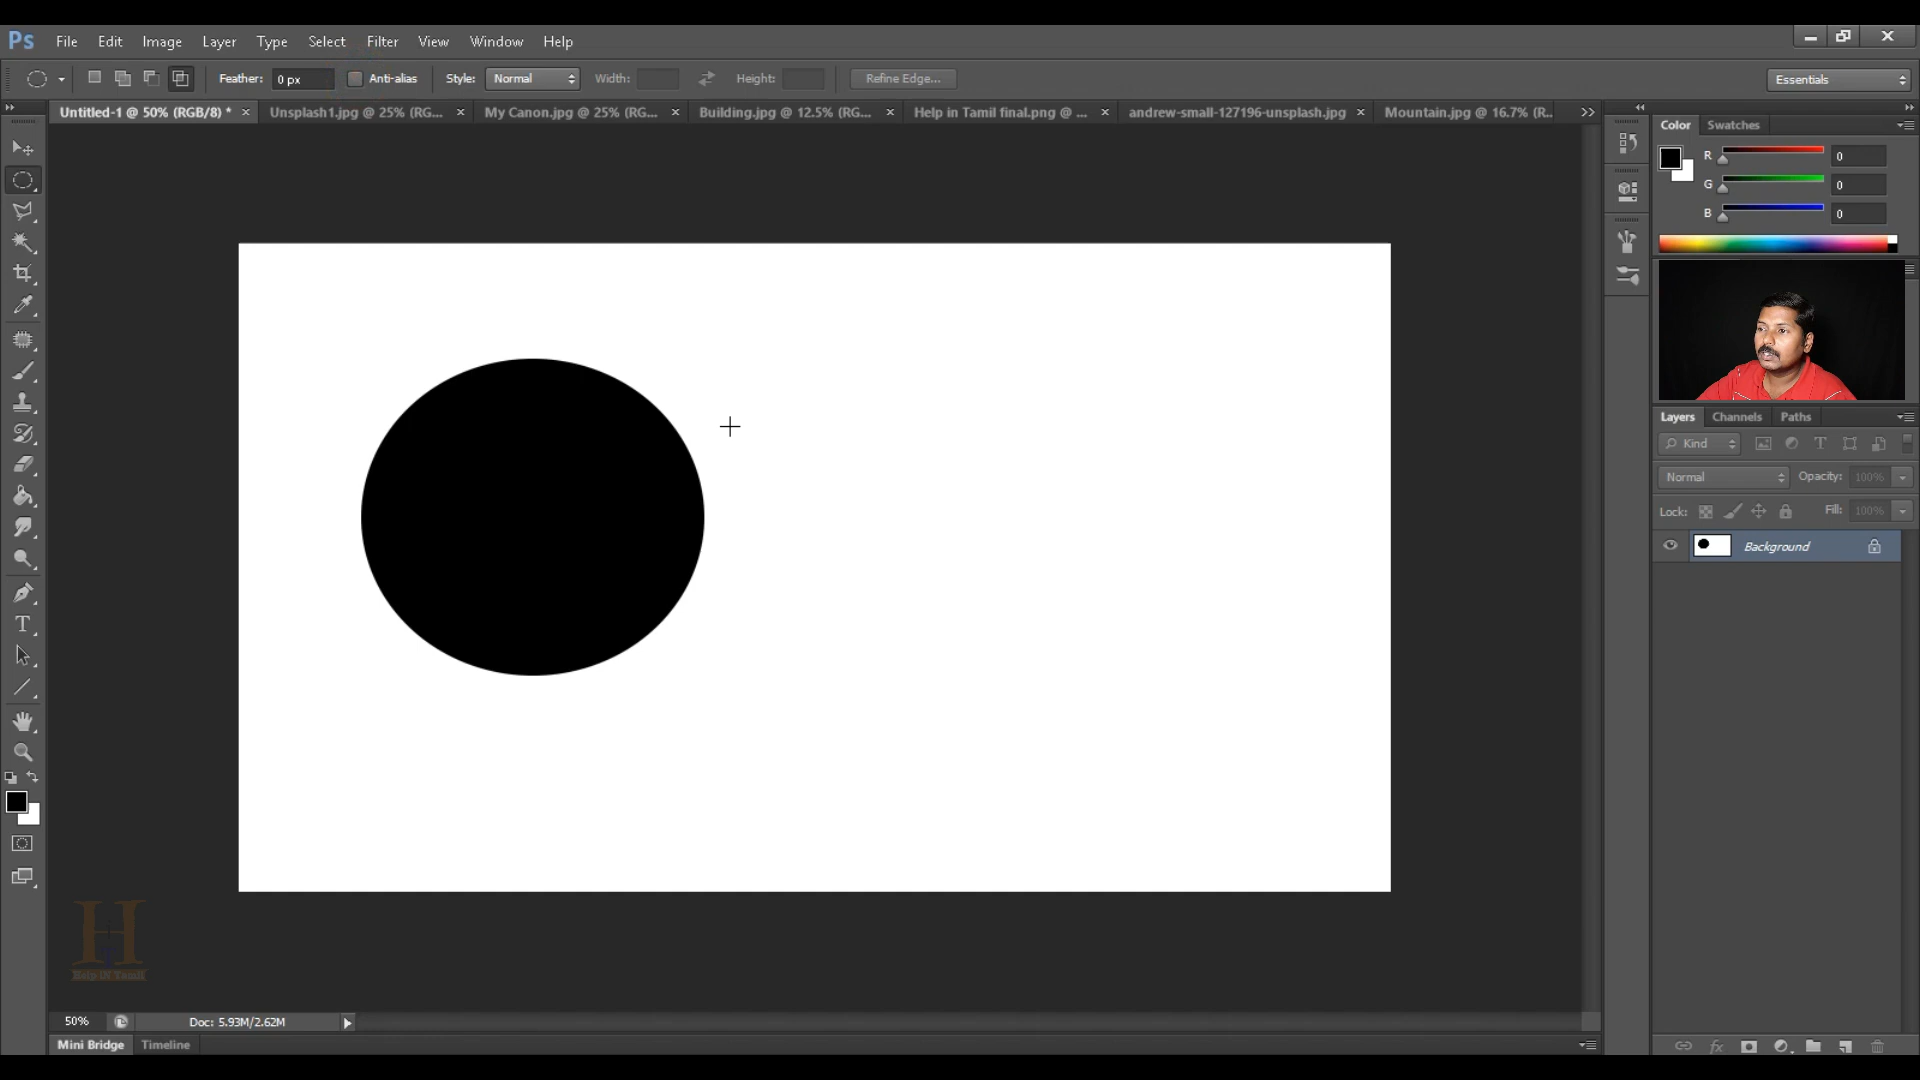 Ps File Edit Image Layer Type Select Filter View Window Help
Feather: 0 px Anti-alias Style: Normal Width: Height: Refine Edge... Essentials
Untitled-1 @ 50% (RGB/8) * × Unsplash1.jpg @ 25% (RG... × My Canon.jpg @ 25% (RG... × Building.jpg @ 12.5% (RG... × Help in Tamil final.png @ ... × andrew-small-127196-unsplash.jpg × Mountain.jpg @ 16.7% (R... >>
Color Swatches
R 0
G 0
B 0
Layers Channels Paths
Kind
Normal Opacity: 100%
Lock: Fill: 100%
Background
H
Help In Tamil
50% Doc: 5.93M/2.62M
Mini Bridge Timeline